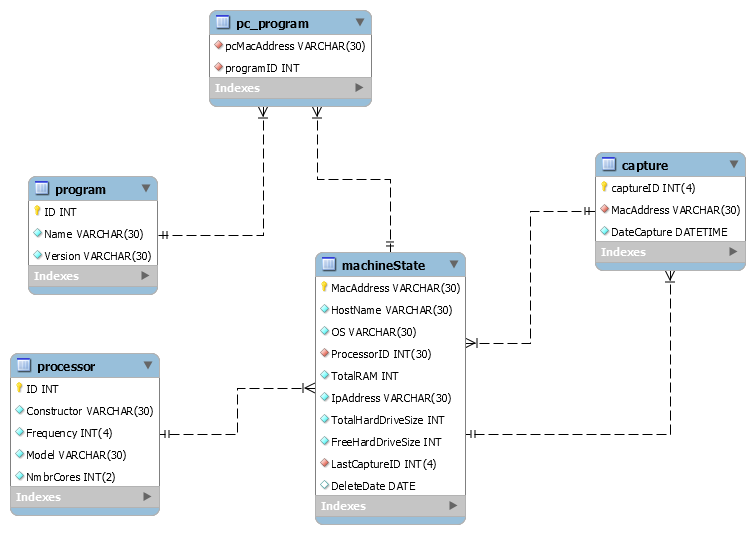 pc_program
pcMacAddress VARCHAR(30)
programID INT
Indexes
program
ID INT
Name VARCHAR(30)
Version VARCHAR(30)
Indexes
capture
captureID INT(4)
MacAddress VARCHAR(30)
DateCapture DATETIME
Indexes
machineState
MacAddress VARCHAR(30)
HostName VARCHAR(30)
OS VARCHAR(30)
ProcessorID INT(30)
TotalRAM INT
IpAddress VARCHAR(30)
TotalHardDriveSize INT
FreeHardDriveSize INT
LastCaptureID INT(4)
DeleteDate DATE
Indexes
processor
ID INT
Constructor VARCHAR(30)
Frequency INT(4)
Model VARCHAR(30)
NmbrCores INT(2)
Indexes